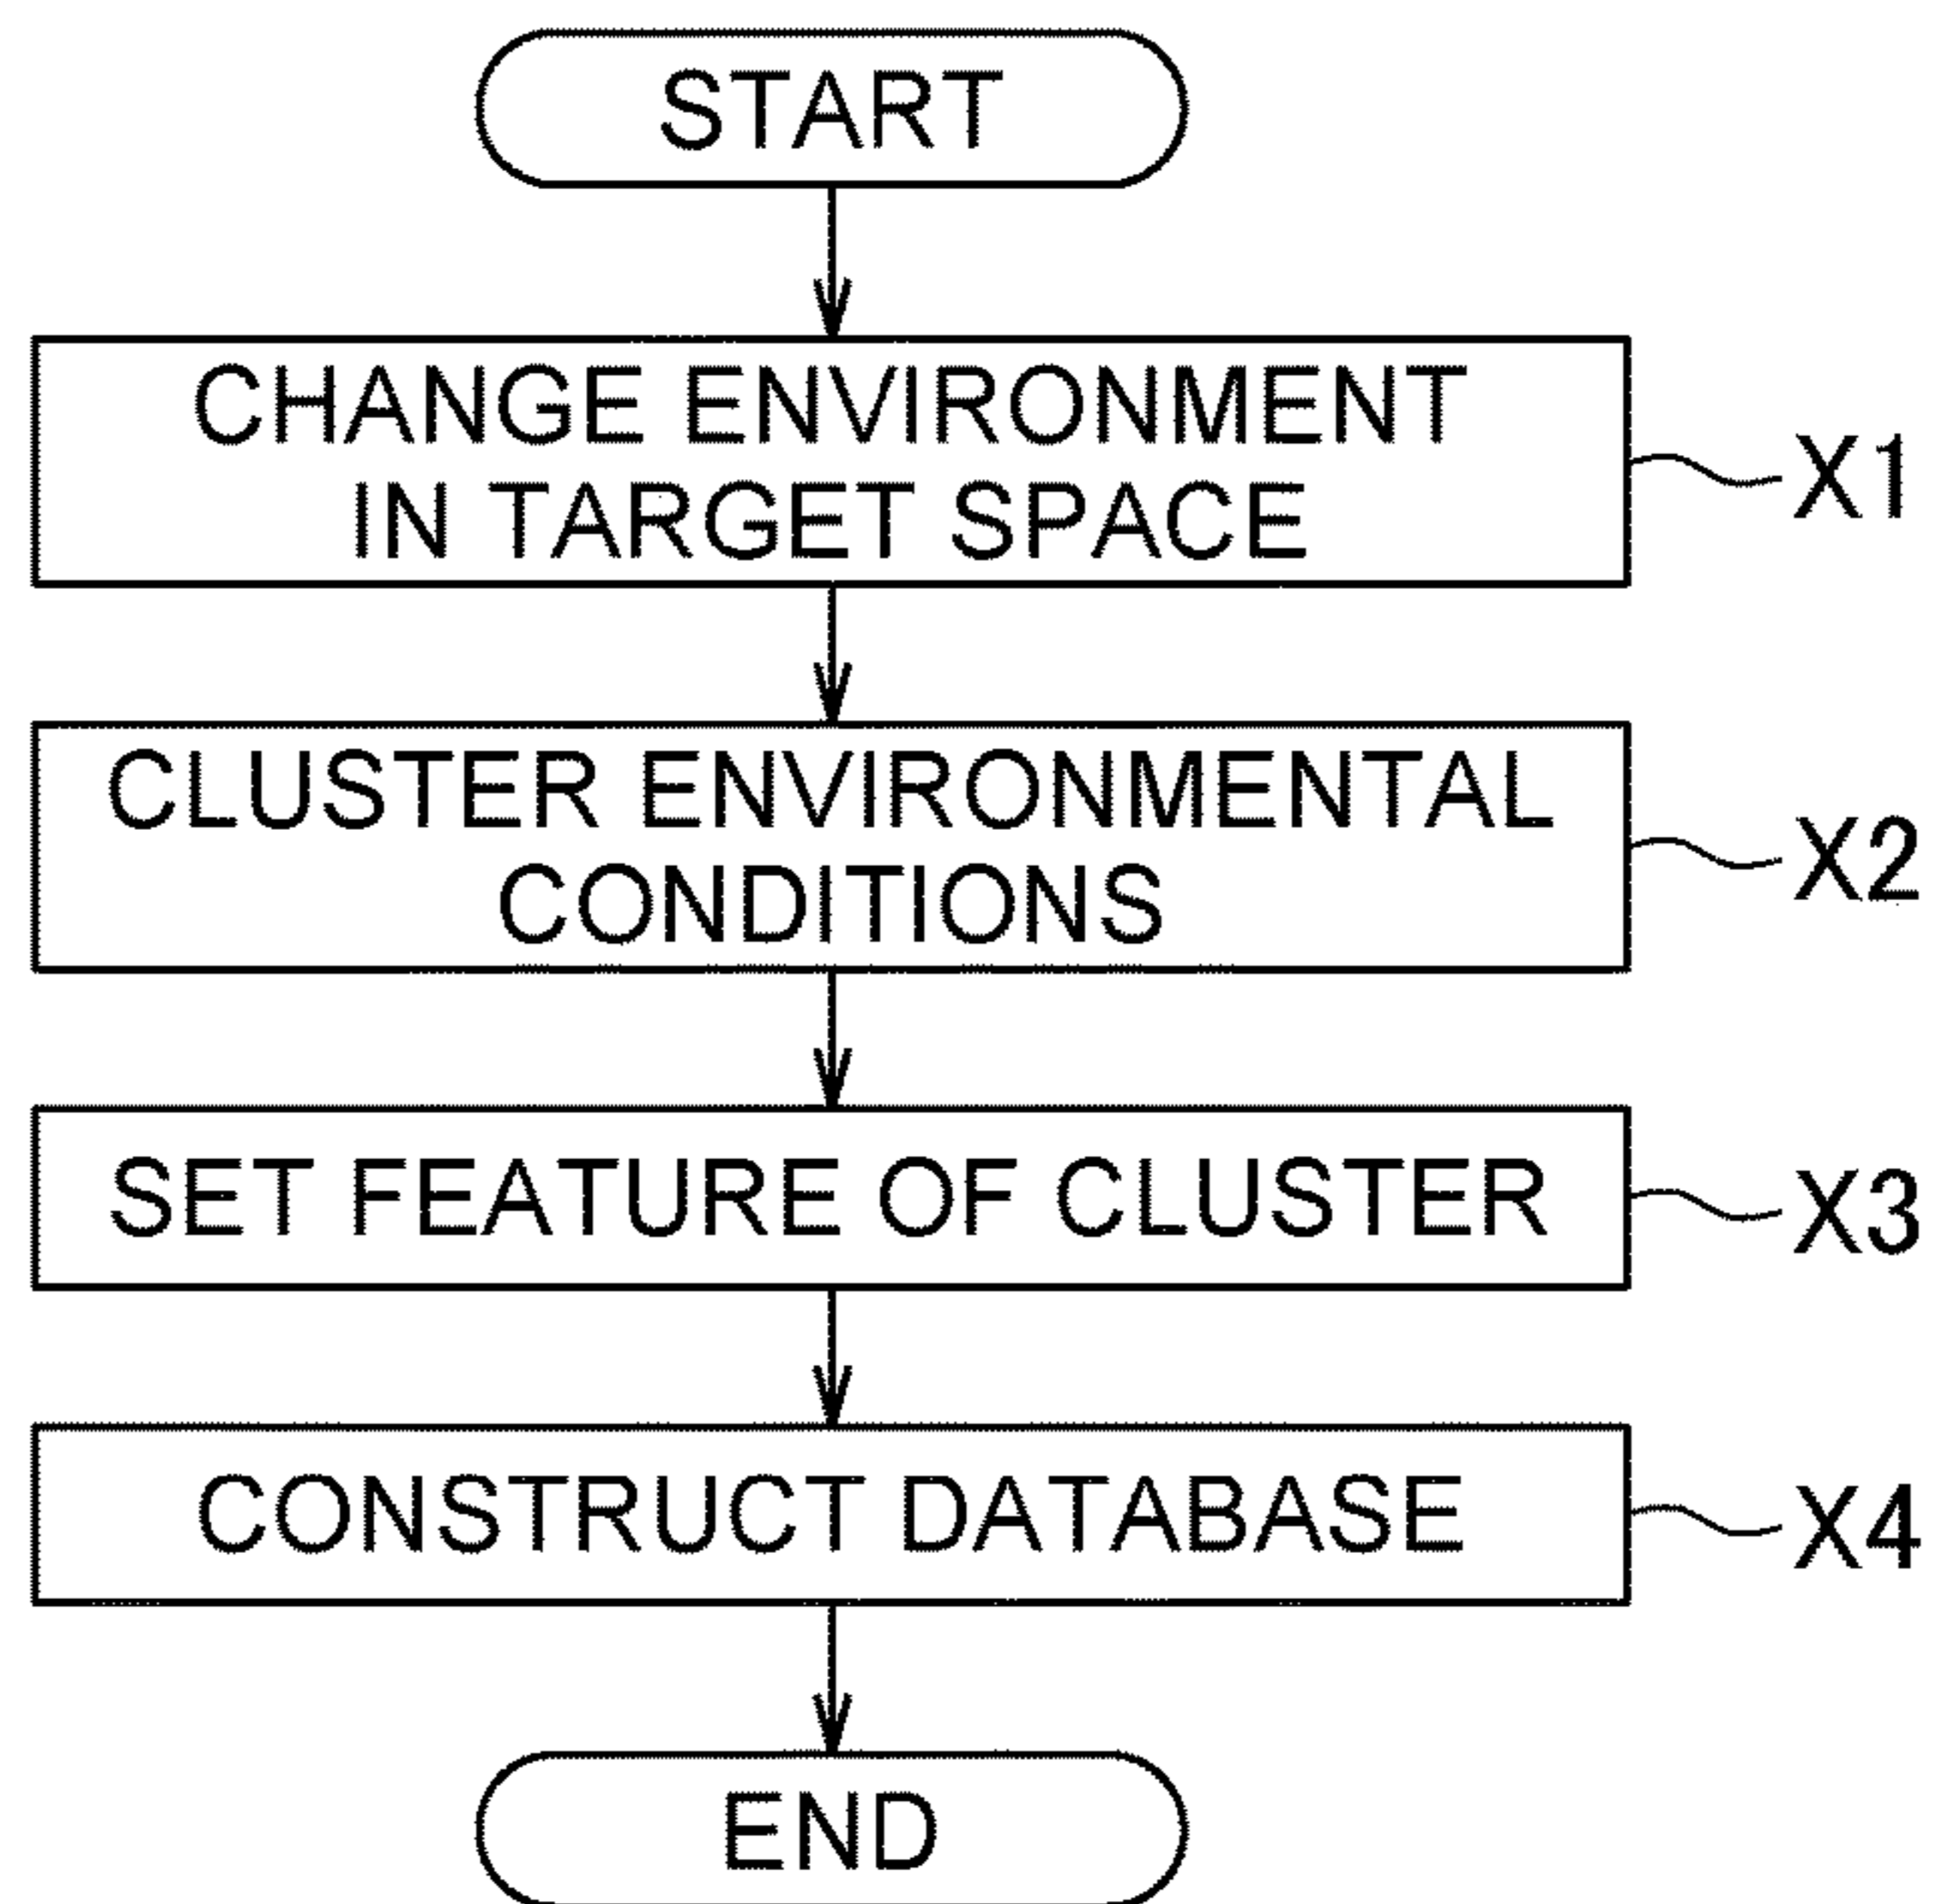 START
CHANGE ENVIRONMENT
IN TARGET SPACE
X1
CLUSTER ENVIRONMENTAL
CONDITIONS
X2
SET FEATURE OF CLUSTER
X3
CONSTRUCT DATABASE
X4
END